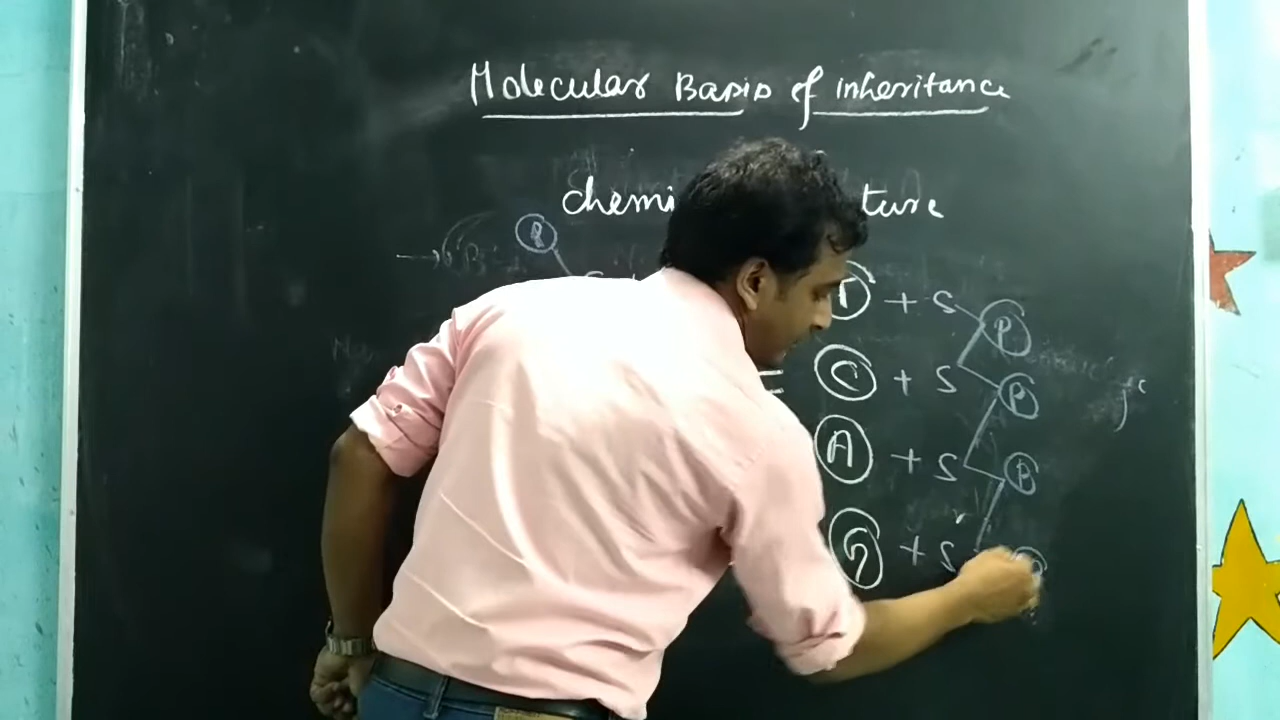 Molecular Basis of inheritance
chemi ture
P
T + S P
= C + S P
A + S P
G + S